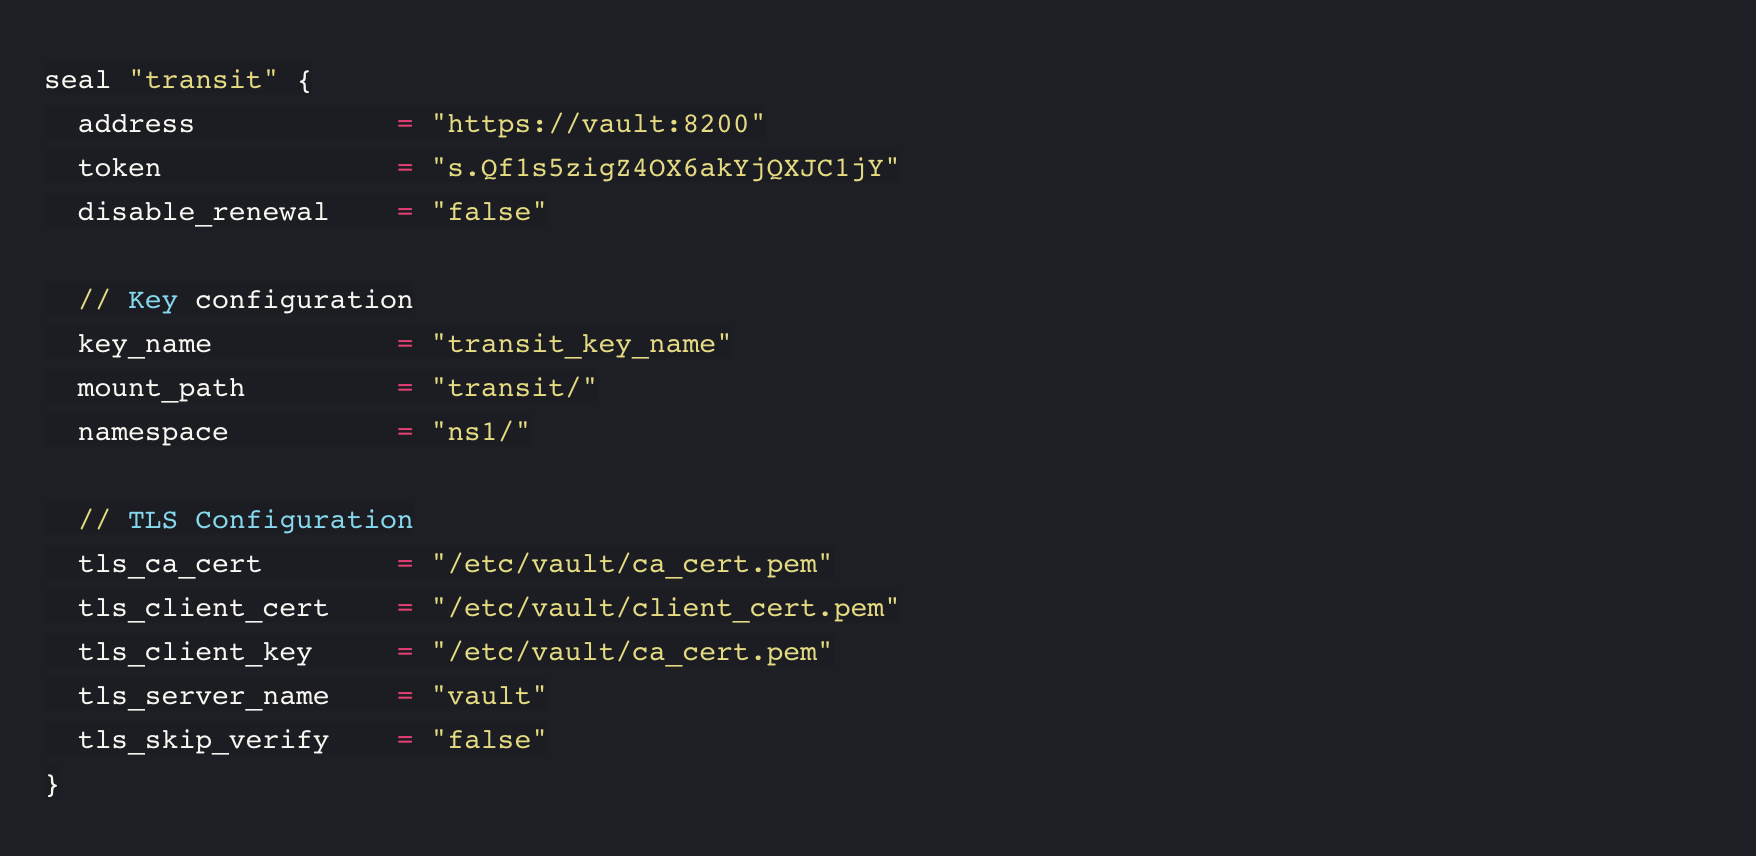 seal "transit" {
  address            = "https://vault:8200"
  token              = "s.Qf1s5zigZ4OX6akYjQXJC1jY"
  disable_renewal    = "false"

  // Key configuration
  key_name           = "transit_key_name"
  mount_path         = "transit/"
  namespace          = "ns1/"

  // TLS Configuration
  tls_ca_cert        = "/etc/vault/ca_cert.pem"
  tls_client_cert    = "/etc/vault/client_cert.pem"
  tls_client_key     = "/etc/vault/ca_cert.pem"
  tls_server_name    = "vault"
  tls_skip_verify    = "false"
}